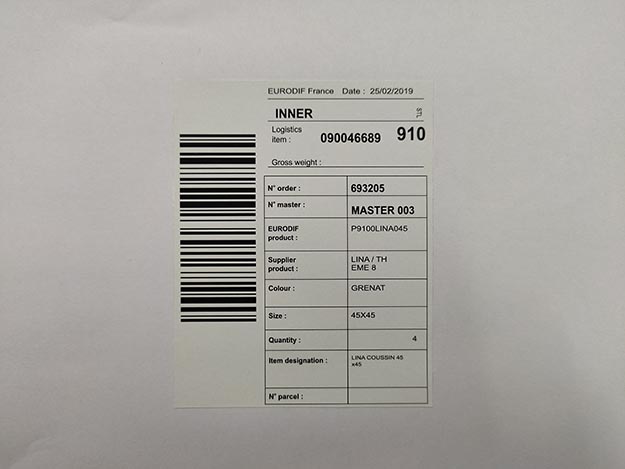 EURODIF France Date : 25/02/2019
INNER
STL
Logistics
item : 090046689 910
Gross weight :
N° order : 693205
N° master : MASTER 003
EURODIF
product : P9100LINA045
Supplier
product : LINA / TH
EME 8
Colour : GRENAT
Size : 45X45
Quantity : 4
Item designation : LINA COUSSIN 45
x45
N° parcel :